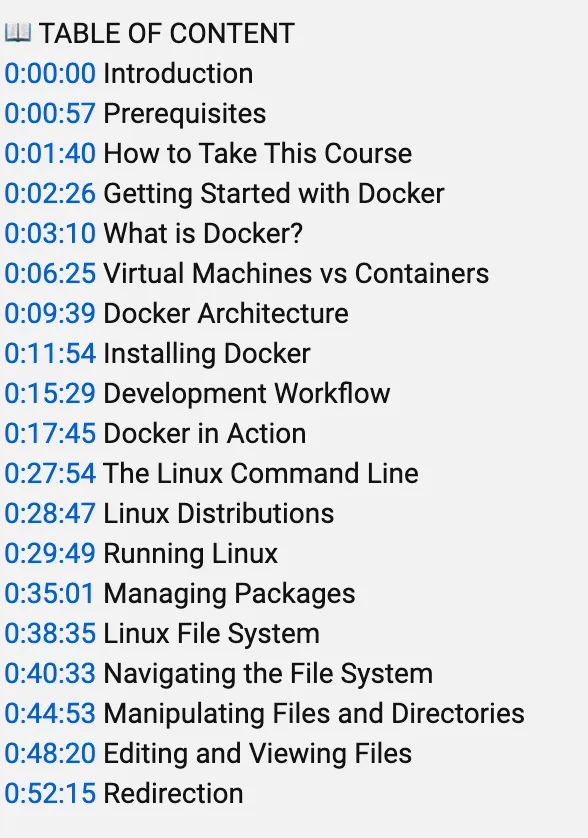 📖 TABLE OF CONTENT
0:00:00 Introduction
0:00:57 Prerequisites
0:01:40 How to Take This Course
0:02:26 Getting Started with Docker
0:03:10 What is Docker?
0:06:25 Virtual Machines vs Containers
0:09:39 Docker Architecture
0:11:54 Installing Docker
0:15:29 Development Workflow
0:17:45 Docker in Action
0:27:54 The Linux Command Line
0:28:47 Linux Distributions
0:29:49 Running Linux
0:35:01 Managing Packages
0:38:35 Linux File System
0:40:33 Navigating the File System
0:44:53 Manipulating Files and Directories
0:48:20 Editing and Viewing Files
0:52:15 Redirection